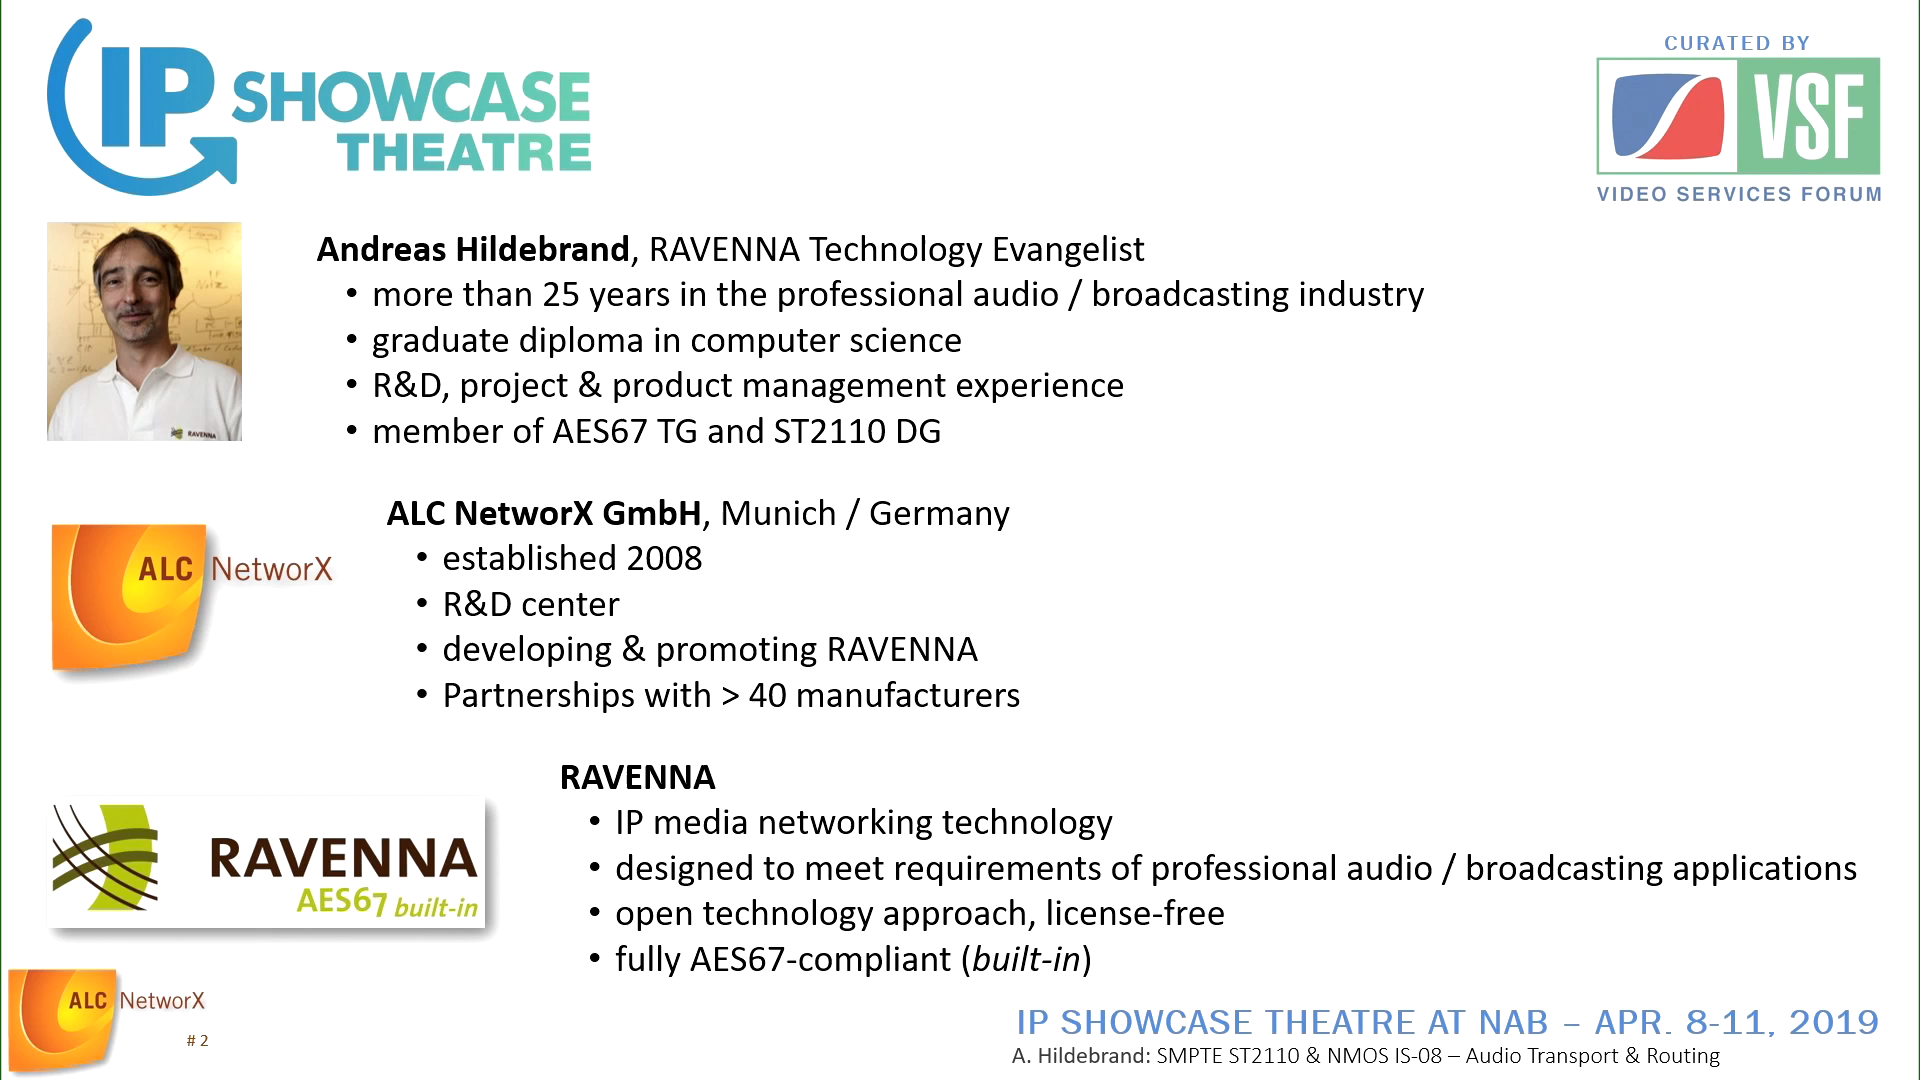 IP SHOWCASE
THEATRE
CURATED BY
VSF
VIDEO SERVICES FORUM
Andreas Hildebrand, RAVENNA Technology Evangelist
• more than 25 years in the professional audio / broadcasting industry
• graduate diploma in computer science
• R&D, project & product management experience
• member of AES67 TG and ST2110 DG
RAVENNA
ALC NetworX
ALC NetworX GmbH, Munich / Germany
• established 2008
• R&D center
• developing & promoting RAVENNA
• Partnerships with > 40 manufacturers
RAVENNA
AES67 built-in
RAVENNA
• IP media networking technology
• designed to meet requirements of professional audio / broadcasting applications
• open technology approach, license-free
• fully AES67-compliant (built-in)
ALC NetworX
# 2
IP SHOWCASE THEATRE AT NAB – APR. 8-11, 2019
A. Hildebrand: SMPTE ST2110 & NMOS IS-08 – Audio Transport & Routing